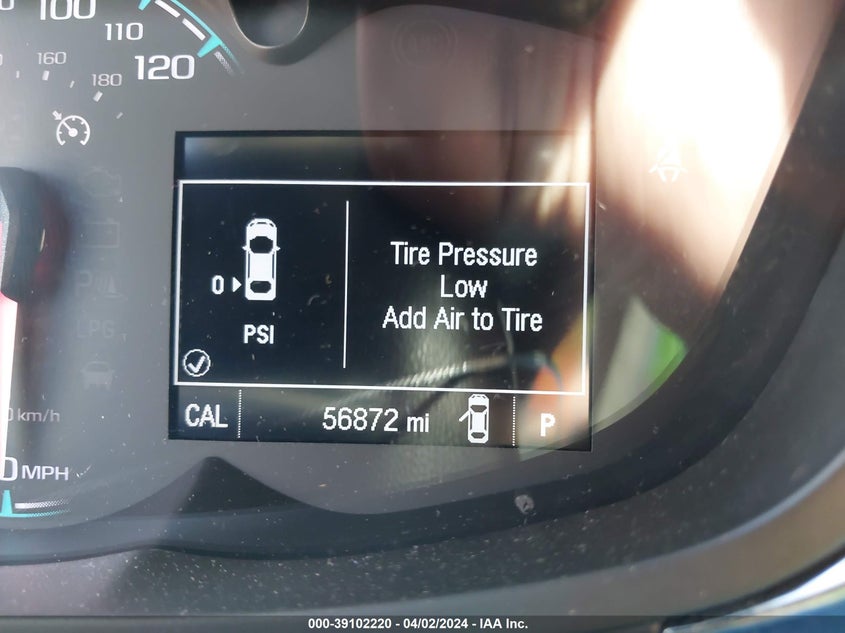 100
110
120
160
180
Tire Pressure
Low
0
Add Air to Tire
PSI
CAL
56872 mi
P
km/h
MPH
LPG
000-39102220 - 04/02/2024 - IAA Inc.